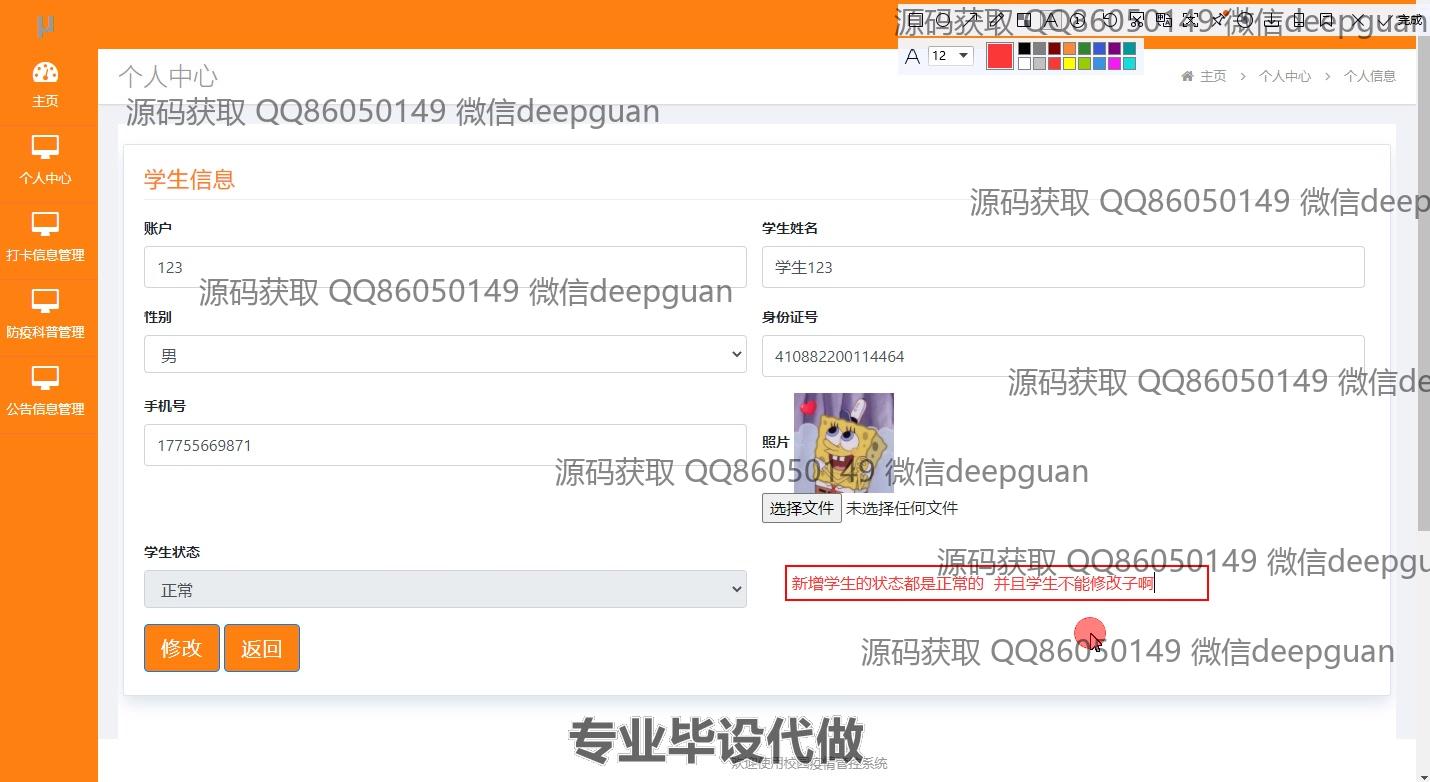 μ
源码获取 QQ86050149 微信deepguan
完成
A 12
主页
个人中心
主页 > 个人中心 > 个人信息
源码获取 QQ86050149 微信deepguan
个人中心
学生信息
源码获取 QQ86050149 微信deep
账户
学生姓名
打卡信息管理
123
学生123
源码获取 QQ86050149 微信deepguan
性别
身份证号
防疫科普管理
男
410882200114464
源码获取 QQ86050149 微信de
公告信息管理
手机号
17755669871
照片
源码获取 QQ86050149 微信deepguan
选择文件 未选择任何文件
学生状态
源码获取 QQ86050149 微信deepgu
正常
新增学生的状态都是正常的 并且学生不能修改子啊
修改
返回
源码获取 QQ86050149 微信deepguan
专业毕设代做
欢迎使用校园疫情管控系统